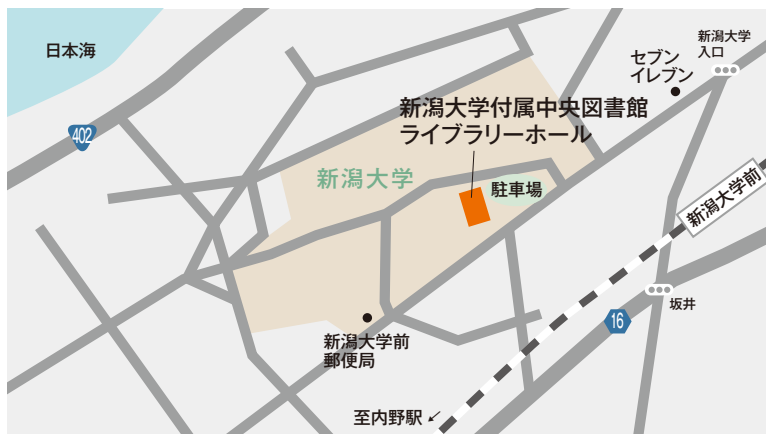 日本海
新潟大学
入口
セブン
イレブン
402
新潟大学付属中央図書館
ライブラリーホール
新潟大学
駐車場
新潟大学前
坂井
16
新潟大学前
郵便局
至内野駅